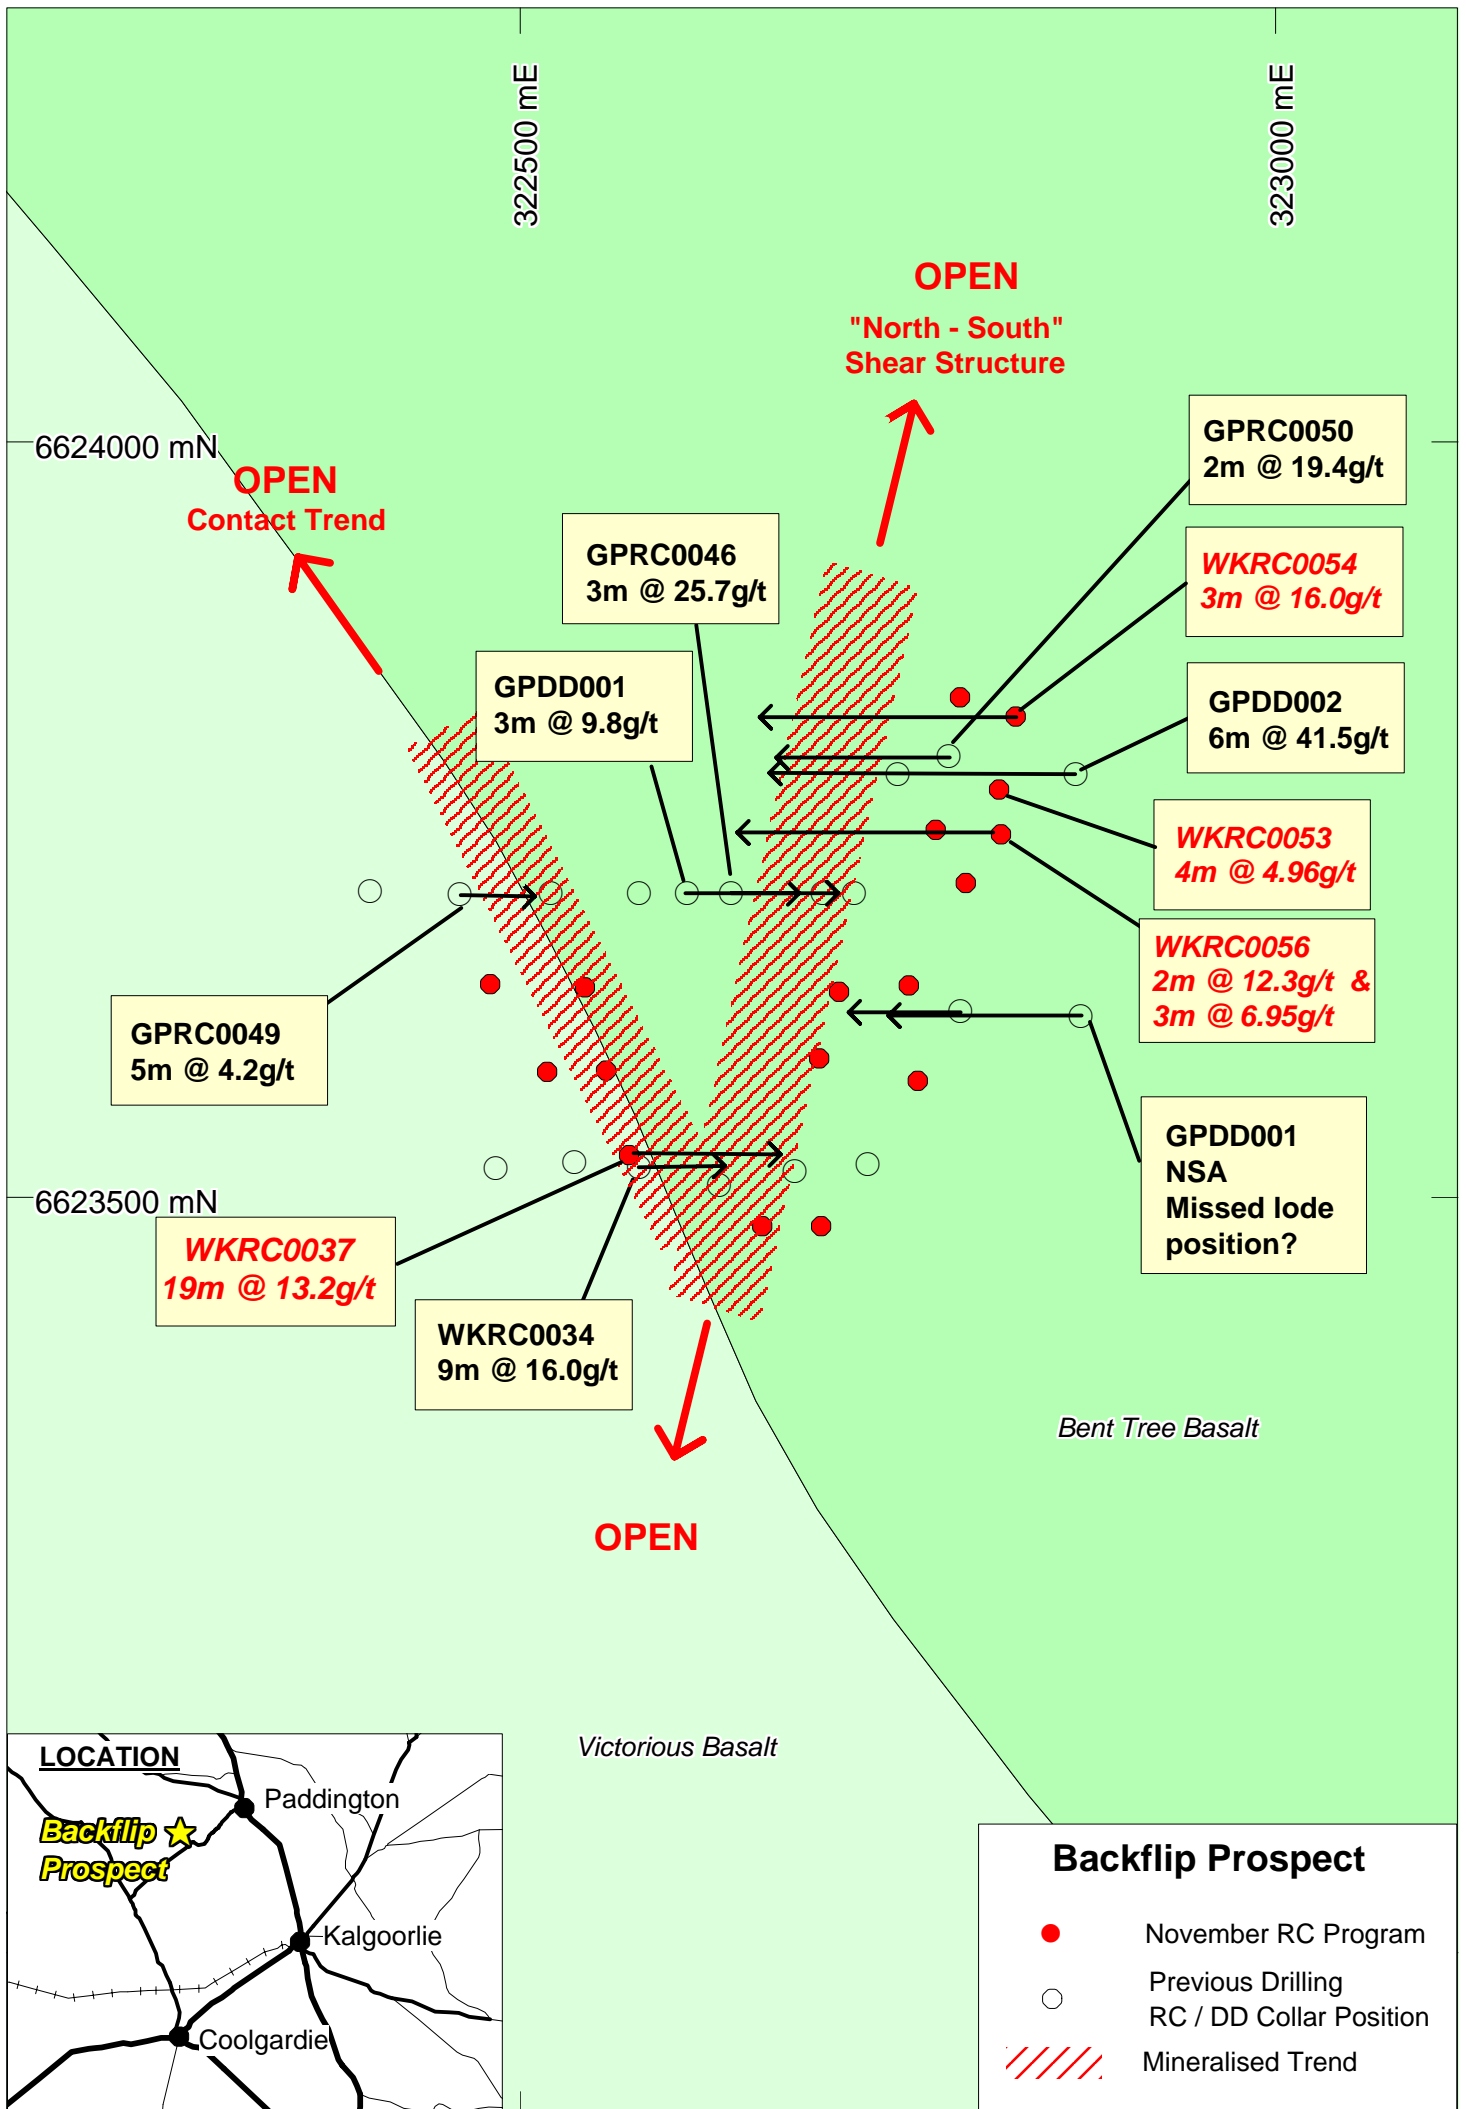 322500 mE
323000 mE
OPEN
"North - South"
Shear Structure
6624000 mN
OPEN
Contact Trend
GPRC0050
2m @ 19.4g/t
GPRC0046
3m @ 25.7g/t
WKRC0054
3m @ 16.0g/t
GPDD001
3m @ 9.8g/t
GPDD002
6m @ 41.5g/t
WKRC0053
4m @ 4.96g/t
WKRC0056
2m @ 12.3g/t &
3m @ 6.95g/t
GPRC0049
5m @ 4.2g/t
GPDD001
NSA
Missed lode
position?
6623500 mN
WKRC0037
19m @ 13.2g/t
WKRC0034
9m @ 16.0g/t
Bent Tree Basalt
OPEN
Victorious Basalt
LOCATION
Paddington
Backflip
Prospect
Kalgoorlie
Coolgardie
Backflip Prospect
November RC Program
Previous Drilling
RC / DD Collar Position
Mineralised Trend